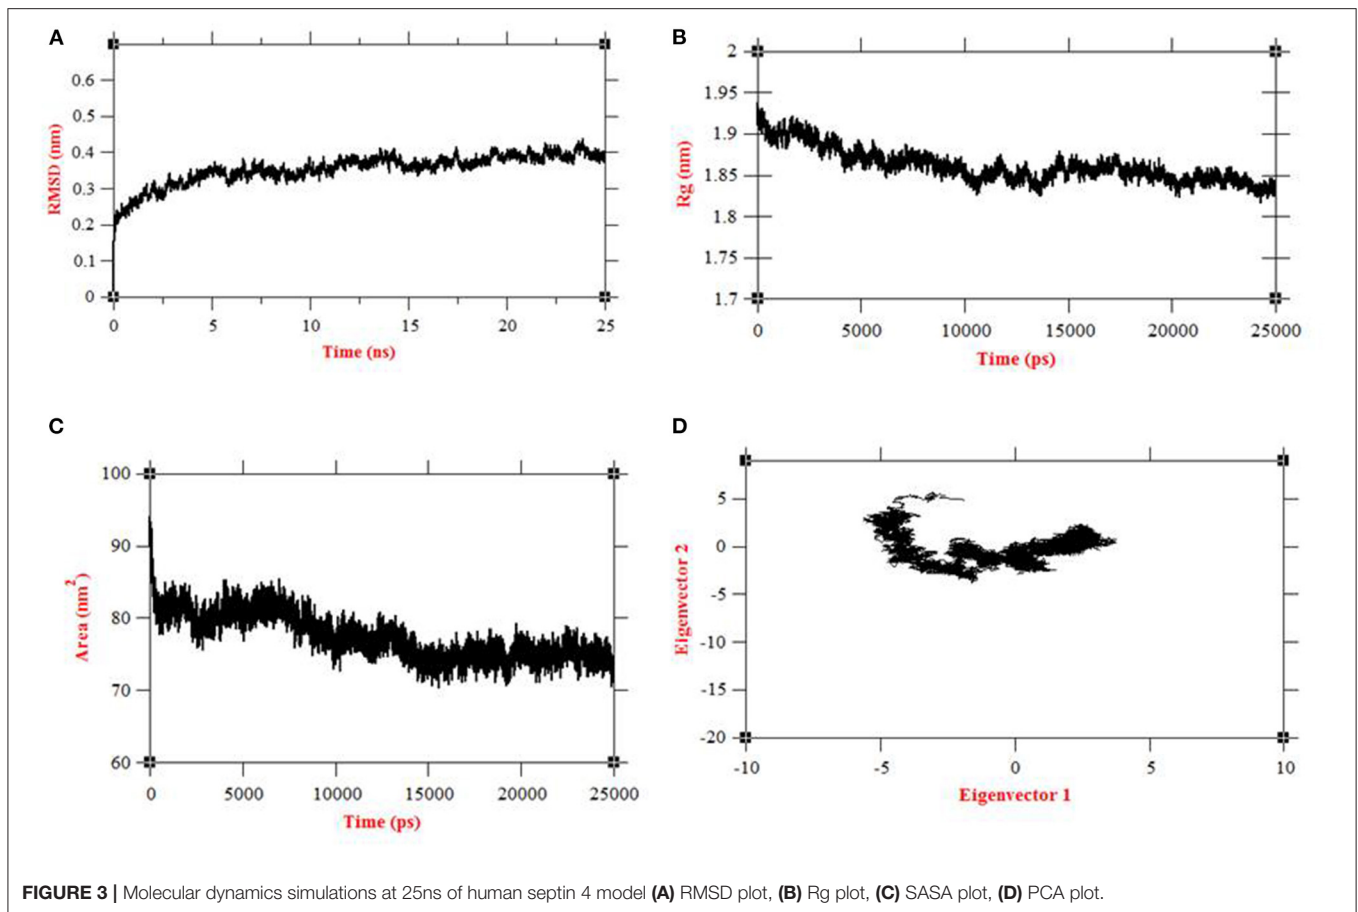 A
0.6
0.5
0.4
0.3
0.2
0.1
0
RMSD (nm)
0 5 10 15 20 25
Time (ns)
B
2
1.95
1.9
1.85
1.8
1.75
1.7
Rg (nm)
0 5000 10000 15000 20000 25000
Time (ps)
C
100
90
80
70
60
Area (nm²)
0 5000 10000 15000 20000 25000
Time (ps)
D
5
0
-5
-10
-15
-20
Eigenvector 2
-10 -5 0 5 10
Eigenvector 1
FIGURE 3 | Molecular dynamics simulations at 25ns of human septin 4 model (A) RMSD plot, (B) Rg plot, (C) SASA plot, (D) PCA plot.